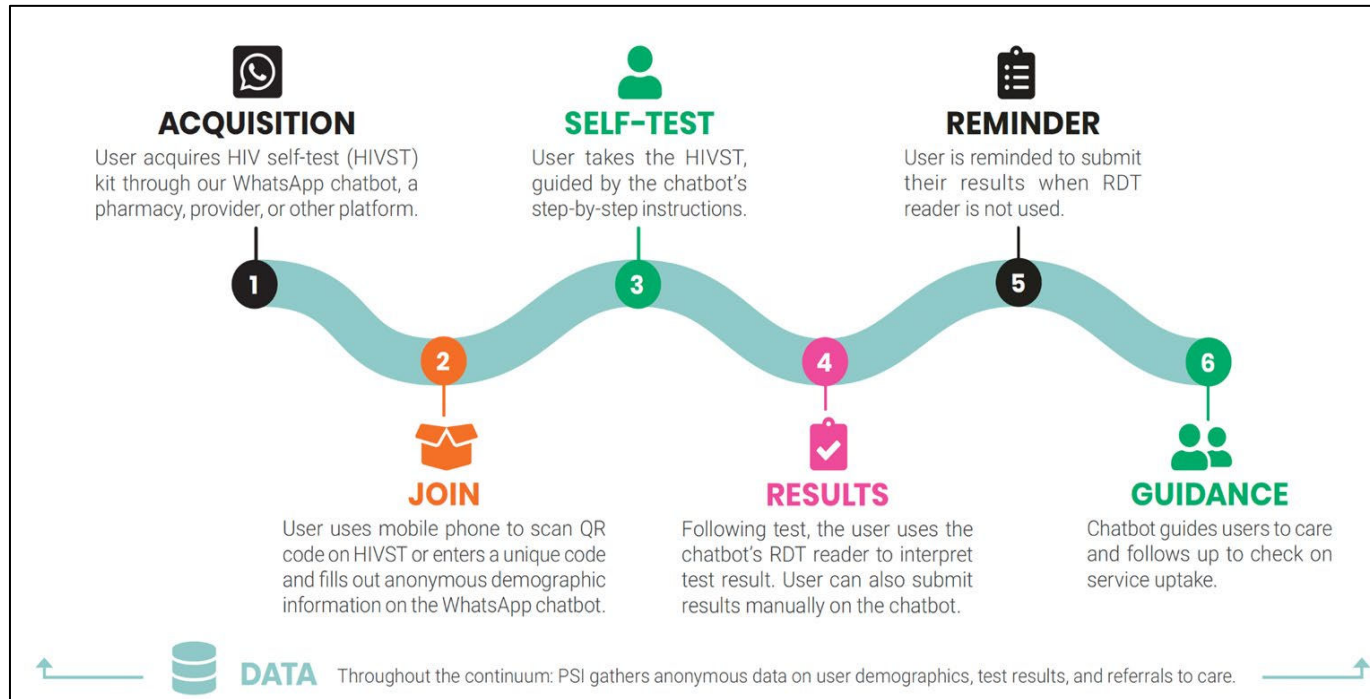 ACQUISITION
User acquires HIV self-test (HIVST)
kit through our WhatsApp chatbot, a
pharmacy, provider, or other platform.
SELF-TEST
User takes the HIVST,
guided by the chatbot's
step-by-step instructions.
REMINDER
User is reminded to submit
their results when RDT
reader is not used.
1
3
5
2
4
6
JOIN
User uses mobile phone to scan QR
code on HIVST or enters a unique code
and fills out anonymous demographic
information on the WhatsApp chatbot.
RESULTS
Following test, the user uses the
chatbot's RDT reader to interpret
test result. User can also submit
results manually on the chatbot.
GUIDANCE
Chatbot guides users to care
and follows up to check on
service uptake.
DATA Throughout the continuum: PSI gathers anonymous data on user demographics, test results, and referrals to care.